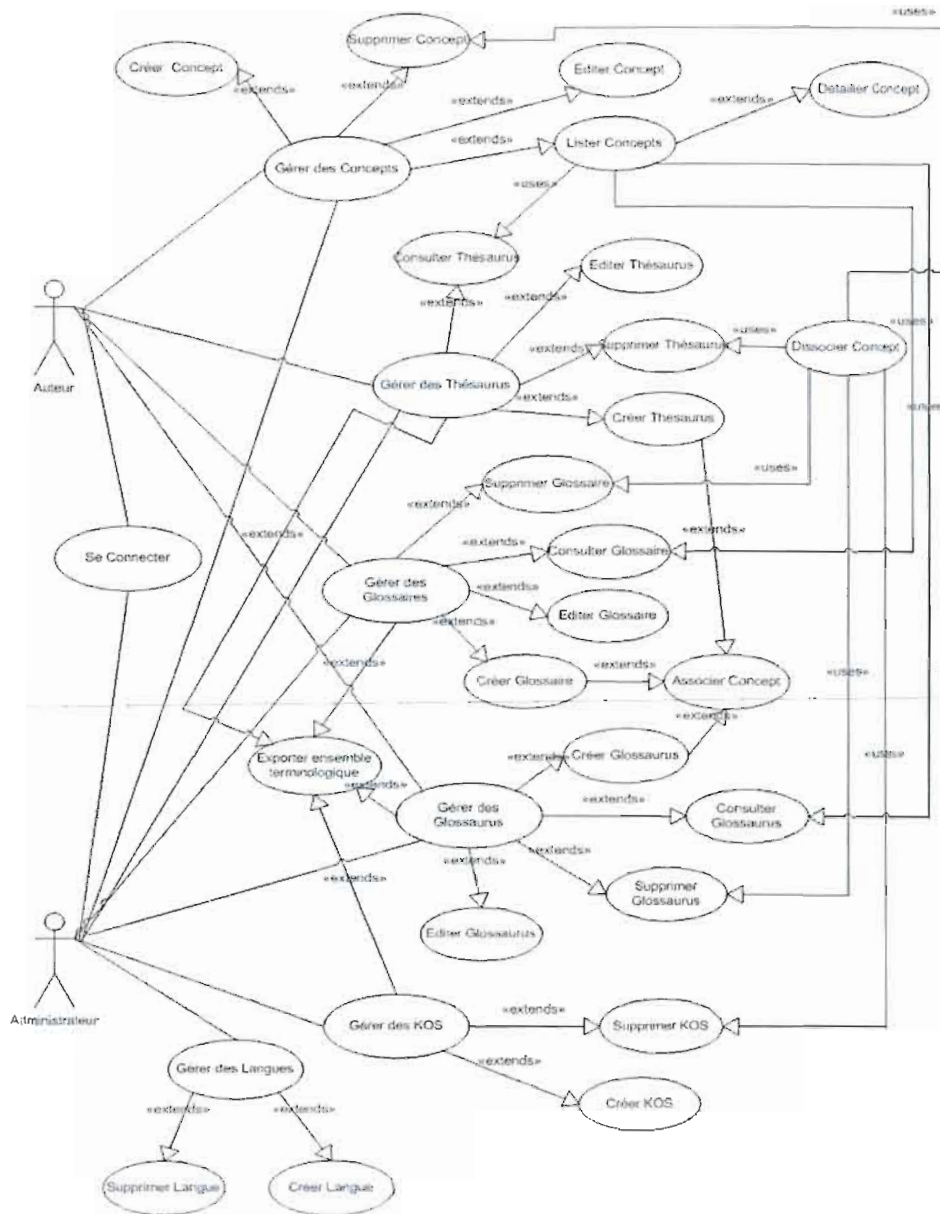 «uses»
Supprimer Concept
Créer Concept
Editer Concept
«extends»
«extends»
«extends»
Detailler Concept
«extends»
«extends»
Lister Concepts
Gérer des Concepts
«uses»
Consulter Thésaurus
Editer Thésaurus
«extends»
«extends»
«uses»
Supprimer Thésaurus
«uses»
Dissocier Concept
«extends»
Auteur
Gérer des Thésaurus
«extends»
Créer Thésaurus
«uses»
«uses»
Supprimer Glossaire
«extends»
«extends»
«extends»
«extends»
Consulter Glossaire
Se Connecter
Gérer des
Glossaires
«extends»
Editer Glossaire
«extends»
«extends»
«extends»
Créer Glossaire
Associer Concept
«uses»
«extends»
Exporter ensemble
terminologique
«extends»
Créer Glossaurus
«uses»
«extends»
Gérer des
Glossaurus
«extends»
Consulter
Glossaurus
«extends»
«extends»
«extends»
Supprimer
Glossaurus
Editer Glossaurus
Administrateur
Gérer des KOS
«extends»
Supprimer KOS
«extends»
Gérer des Langues
Créer KOS
«extends»
«extends»
Supprimer Langue
Créer Langue